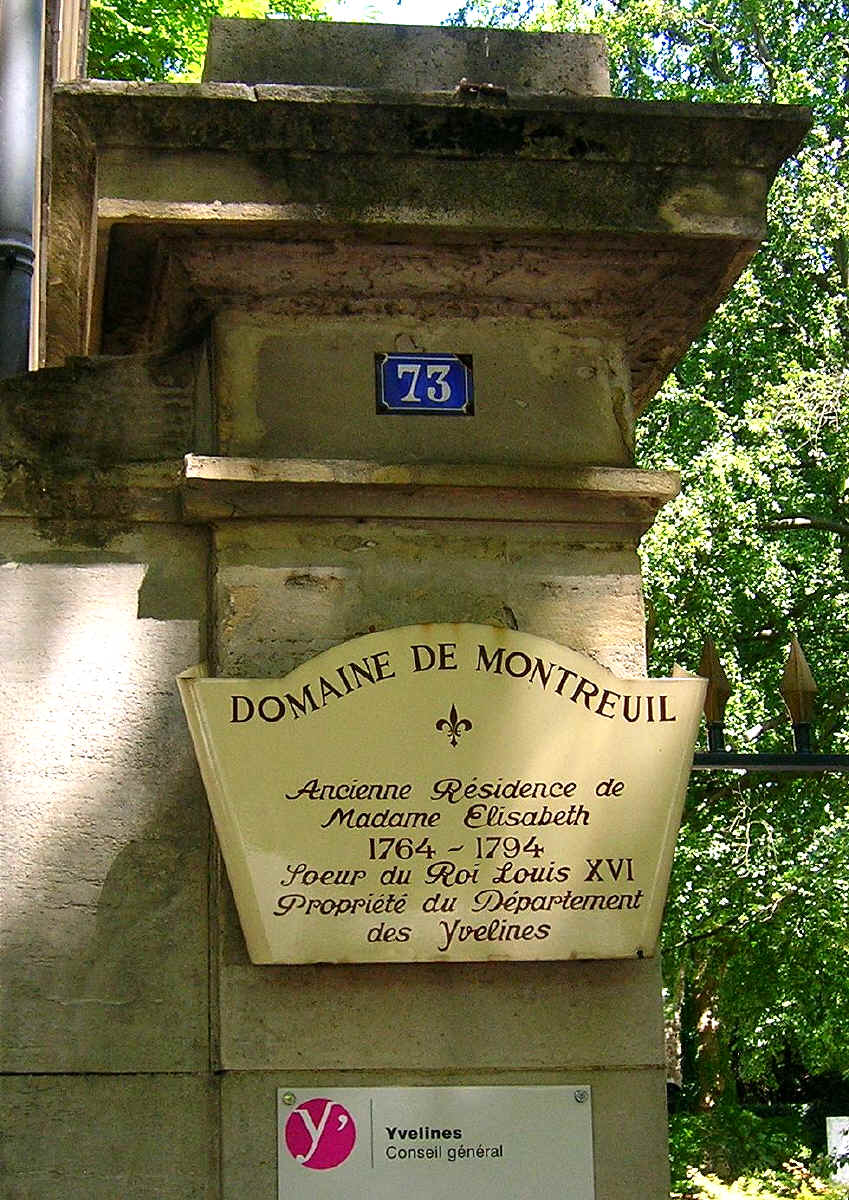 73
DOMAINE DE MONTREUIL
Ancienne Résidence de
Madame Elisabeth
1764 - 1794
Soeur du Roi Louis XVI
Propriété du Département
des Yvelines
y'
Yvelines
Conseil général